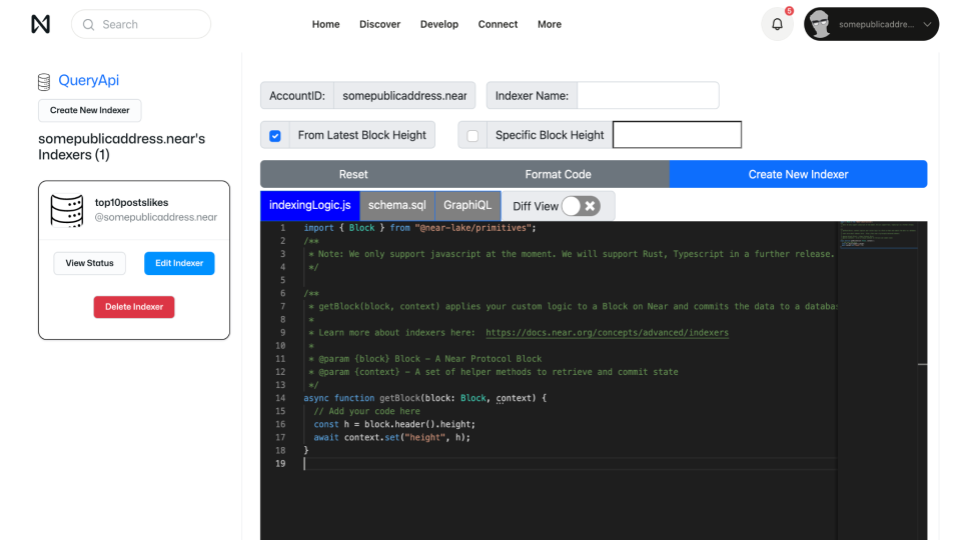 Search
Home
Discover
Develop
Connect
More
5
somepublicaddre...
QueryApi
Create New Indexer
somepublicaddress.near's
Indexers (1)
top10postslikes
@somepublicaddress.near
View Status
Edit Indexer
Delete Indexer
AccountID: somepublicaddress.near
Indexer Name:
From Latest Block Height
Specific Block Height
Reset
Format Code
Create New Indexer
indexingLogic.js
schema.sql
GraphiQL
Diff View
1 import { Block } from "@near-lake/primitives";
2 /**
3 * Note: We only support javascript at the moment. We will support Rust, Typescript in a further release.
4 */
5
6 /**
7 * getBlock(block, context) applies your custom logic to a Block on Near and commits the data to a databas
8 *
9 * Learn more about indexers here: https://docs.near.org/concepts/advanced/indexers
10 *
11 * @param {block} Block - A Near Protocol Block
12 * @param {context} - A set of helper methods to retrieve and commit state
13 */
14 async function getBlock(block: Block, context) {
15 // Add your code here
16 const h = block.header().height;
17 await context.set("height", h);
18 }
19